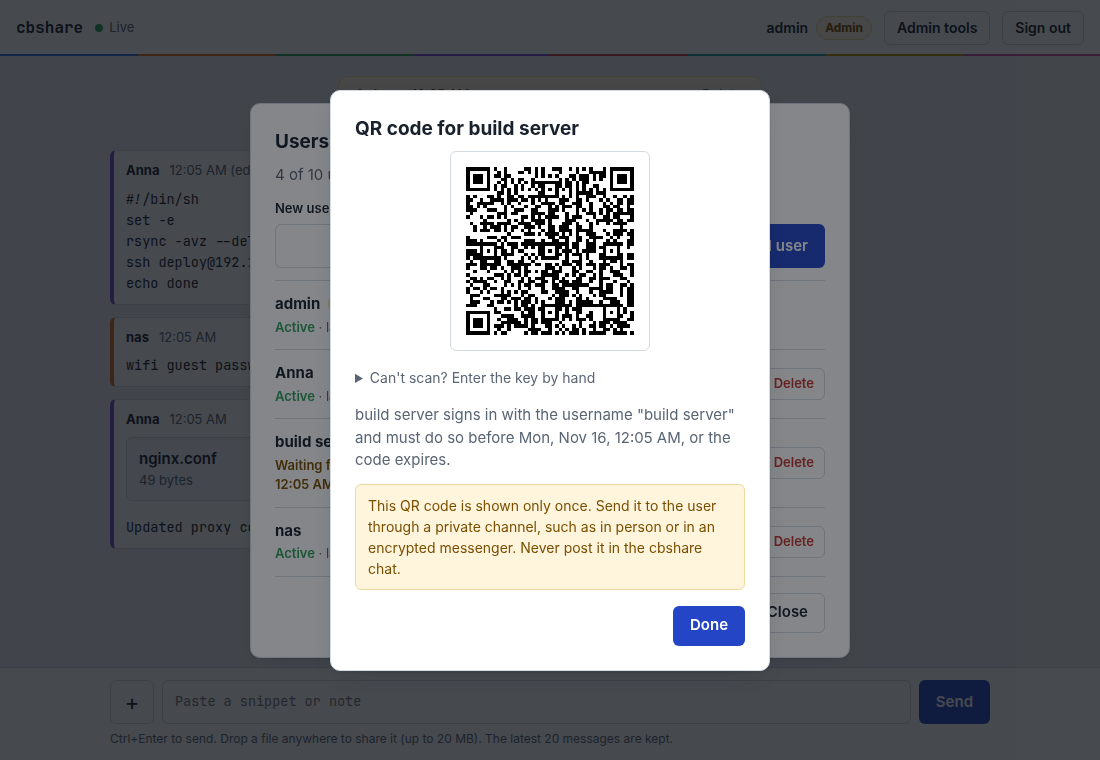 cbshare Live admin Admin Admin tools Sign out
Users
4 of 10
New use
user
admin
Active
Anna
Active
Delete
build se
Waiting f
12:05 AM
Delete
nas
Active
Delete
Close
Anna 12:05 AM (ed
#!/bin/sh
set -e
rsync -avz --de
ssh deploy@192.
echo done
nas 12:05 AM
wifi guest passw
Anna 12:05 AM
nginx.conf
49 bytes
Updated proxy co
QR code for build server
Can't scan? Enter the key by hand
build server signs in with the username "build server"
and must do so before Mon, Nov 16, 12:05 AM, or the
code expires.
This QR code is shown only once. Send it to the user
through a private channel, such as in person or in an
encrypted messenger. Never post it in the cbshare
chat.
Done
+ Paste a snippet or note Send
Ctrl+Enter to send. Drop a file anywhere to share it (up to 20 MB). The latest 20 messages are kept.